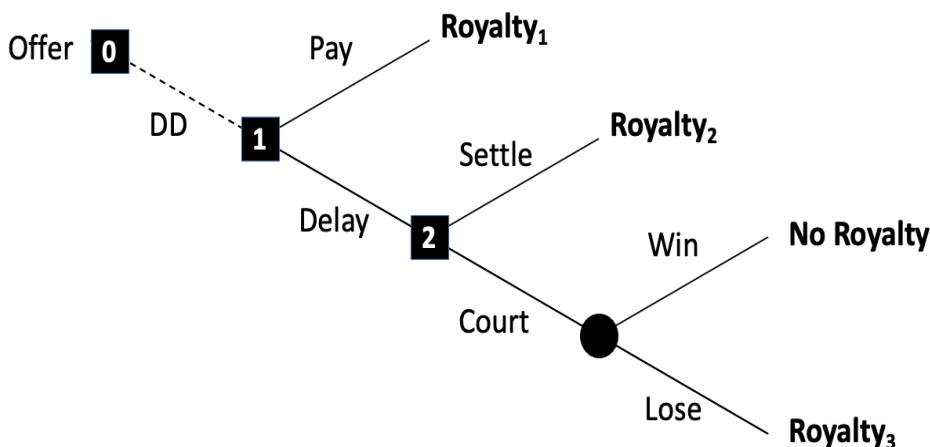 Offer
0
DD
Pay
Royalty₁
1
Delay
Settle
Royalty₂
2
Court
Win
No Royalty
Lose
Royalty₃